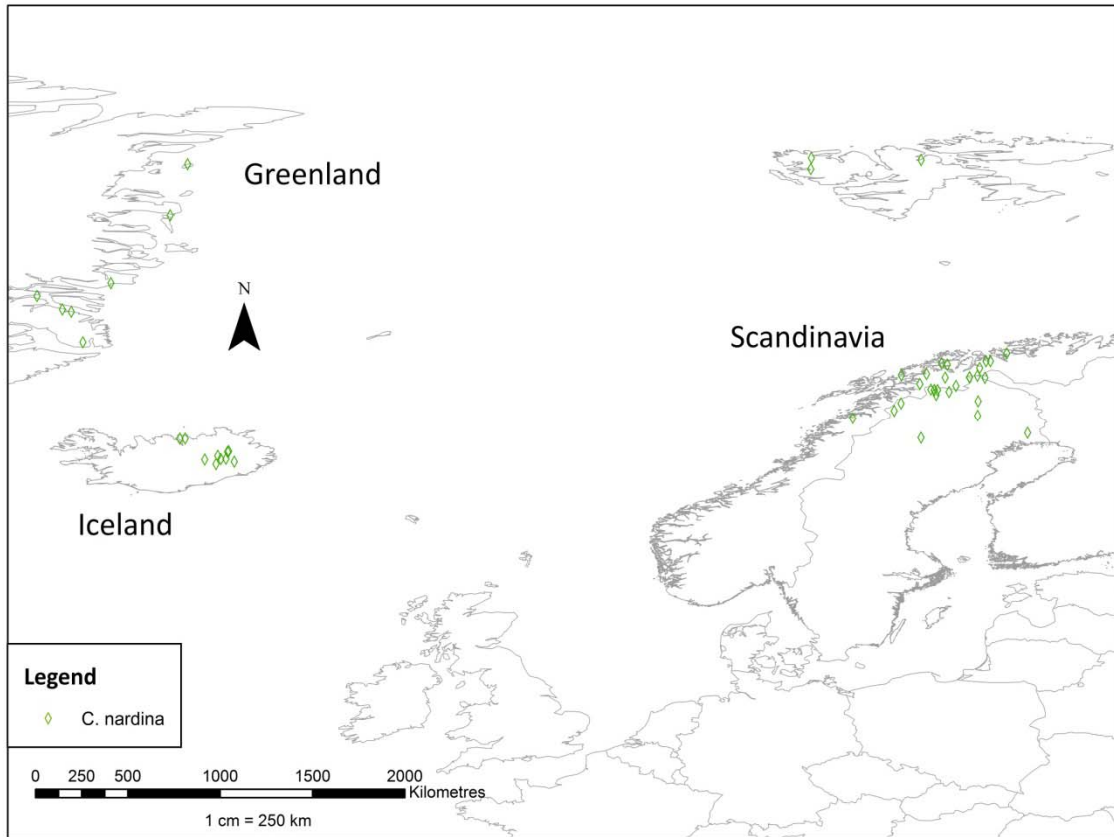 Greenland
N
Scandinavia
Iceland
Legend
C. nardina
0 250 500 1000 1500 2000
Kilometres
1 cm = 250 km